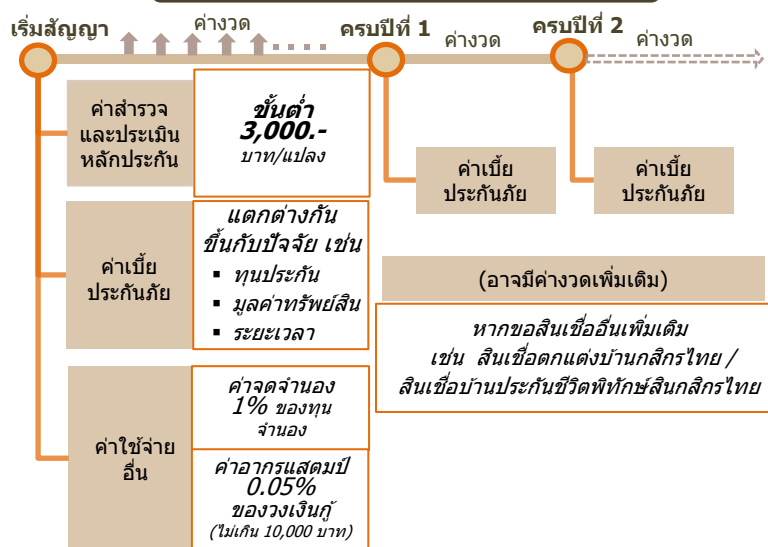 เริ่มสัญญา
ค่างวด
ครบปีที่ 1
ค่างวด
ครบปีที่ 2
ค่างวด
ค่าสำรวจ
และประเมิน
หลักประกัน
ขั้นต่ำ
3,000.-
บาท/แปลง
ค่าเบี้ย
ประกันภัย
ค่าเบี้ย
ประกันภัย
ค่าเบี้ย
ประกันภัย
แตกต่างกัน
ขึ้นกับปัจจัย เช่น
▪ ทุนประกัน
▪ มูลค่าทรัพย์สิน
▪ ระยะเวลา
(อาจมีค่างวดเพิ่มเติม)
หากขอสินเชื่ออื่นเพิ่มเติม
เช่น สินเชื่อตกแต่งบ้านกสิกรไทย /
สินเชื่อบ้านประกันชีวิตพิทักษ์สินกสิกรไทย
ค่าใช้จ่าย
อื่น
ค่าจดจำนอง
1% ของทุน
จำนอง
ค่าอากรแสตมป์
0.05%
ของวงเงินกู้
(ไม่เกิน 10,000 บาท)